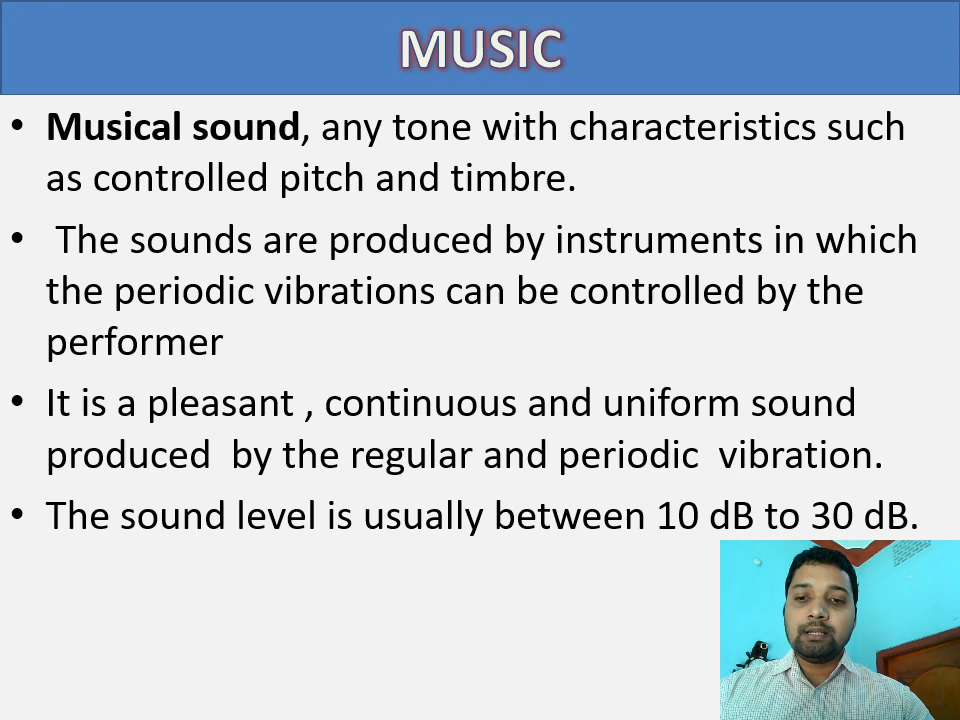 MUSIC
• Musical sound, any tone with characteristics such
as controlled pitch and timbre.
• The sounds are produced by instruments in which
the periodic vibrations can be controlled by the
performer
• It is a pleasant , continuous and uniform sound
produced  by the regular and periodic  vibration.
• The sound level is usually between 10 dB to 30 dB.